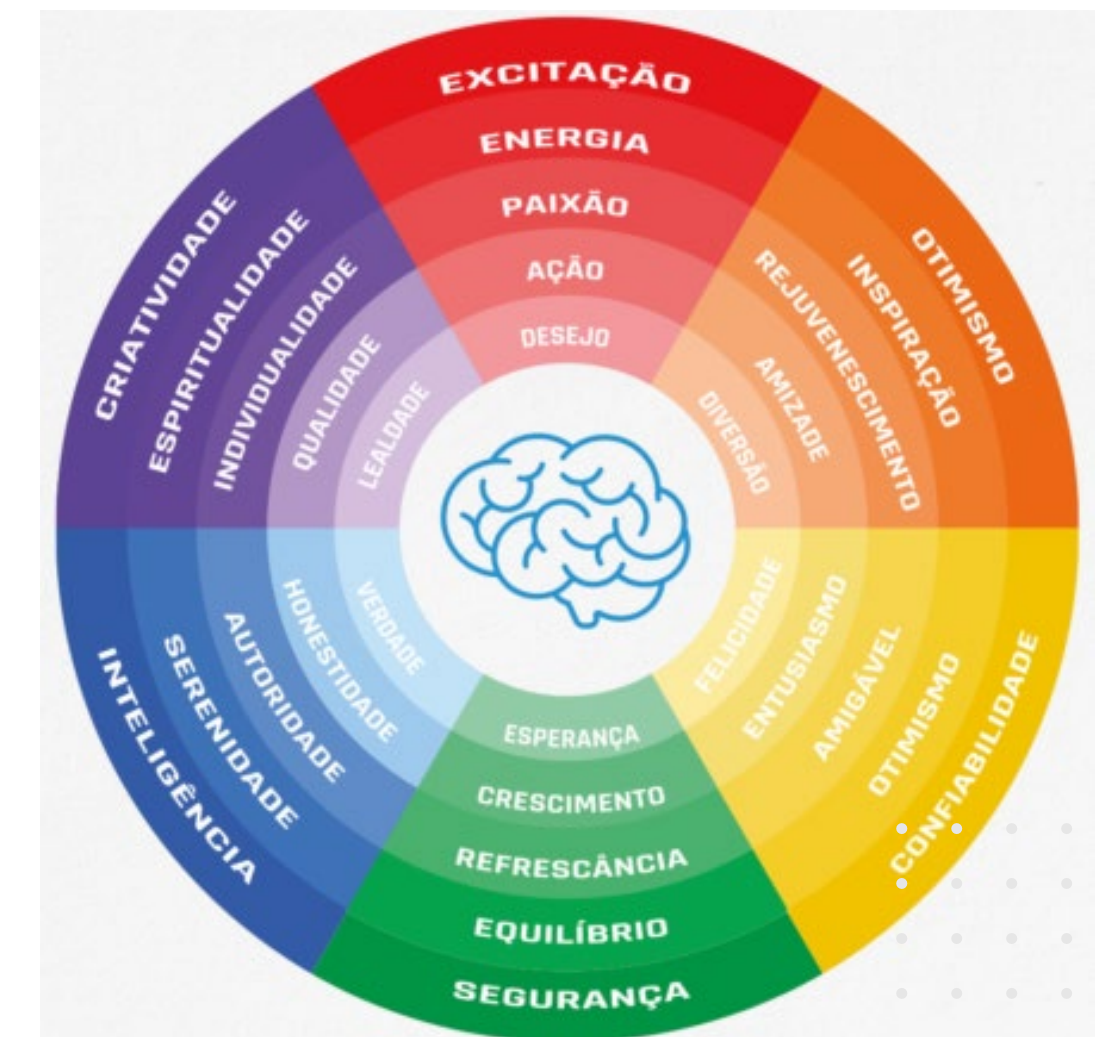 EXCITAÇÃO
ENERGIA
PAIXÃO
AÇÃO
DESEJO
OTIMISMO
INSPIRAÇÃO
REJUVENESCIMENTO
AMIZADE
DIVERSÃO
CONFIABILIDADE
OTIMISMO
AMIGÁVEL
ENTUSIASMO
FELICIDADE
ESPERANÇA
CRESCIMENTO
REFRESCÂNCIA
EQUILÍBRIO
SEGURANÇA
INTELIGÊNCIA
SERENIDADE
AUTORIDADE
HONESTIDADE
VERDADE
CRIATIVIDADE
ESPIRITUALIDADE
INDIVIDUALIDADE
QUALIDADE
LEALDADE